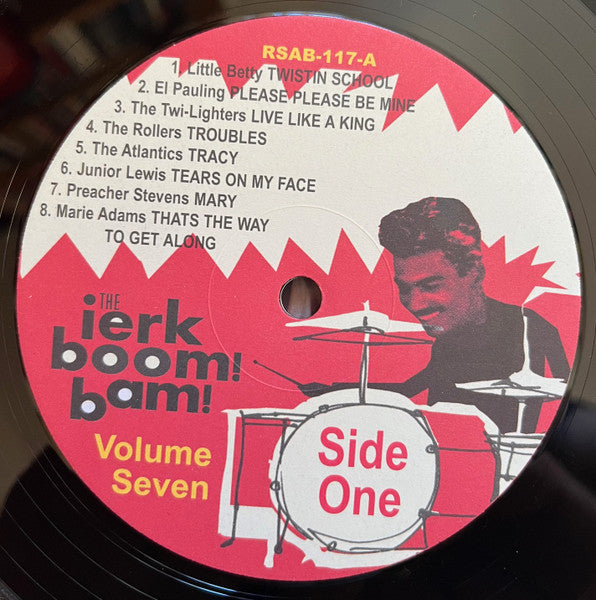 RSAB-117-A
1. Little Betty TWISTIN SCHOOL
2. El Pauling PLEASE PLEASE BE MINE
3. The Twi-Lighters LIVE LIKE A KING
4. The Rollers TROUBLES
5. The Atlantics TRACY
6. Junior Lewis TEARS ON MY FACE
7. Preacher Stevens MARY
8. Marie Adams THATS THE WAY
TO GET ALONG
THE
jerk
boom!
bam!
Volume
Seven
Side
One